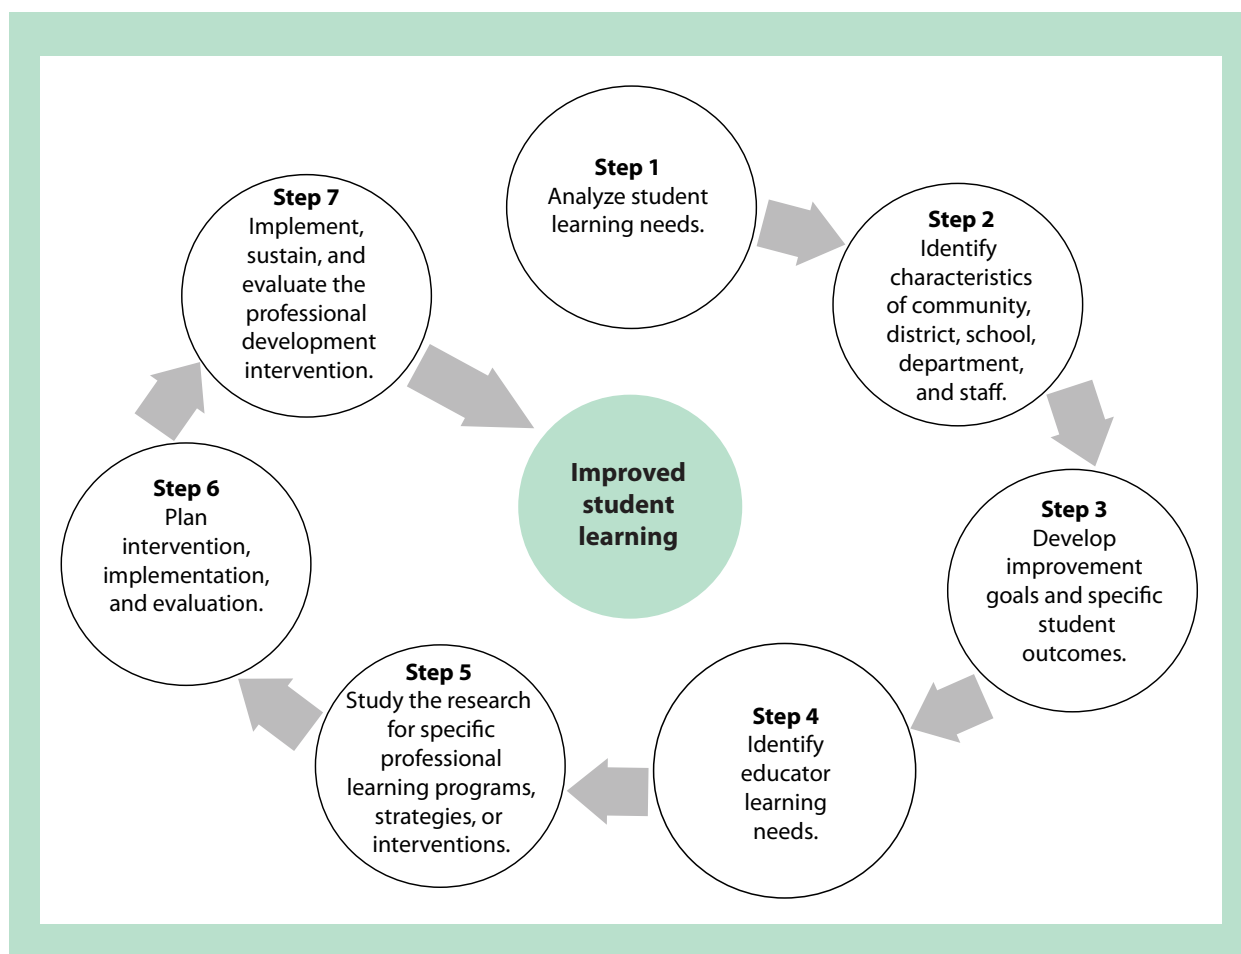 Step 1
Analyze student
learning needs.
Step 2
Identify
characteristics
of community,
district, school,
department,
and staff.
Step 3
Develop
improvement
goals and specific
student
outcomes.
Step 4
Identify
educator
learning
needs.
Step 5
Study the research
for specific
professional
learning programs,
strategies, or
interventions.
Step 6
Plan
intervention,
implementation,
and evaluation.
Step 7
Implement,
sustain, and
evaluate the
professional
development
intervention.
Improved
student
learning